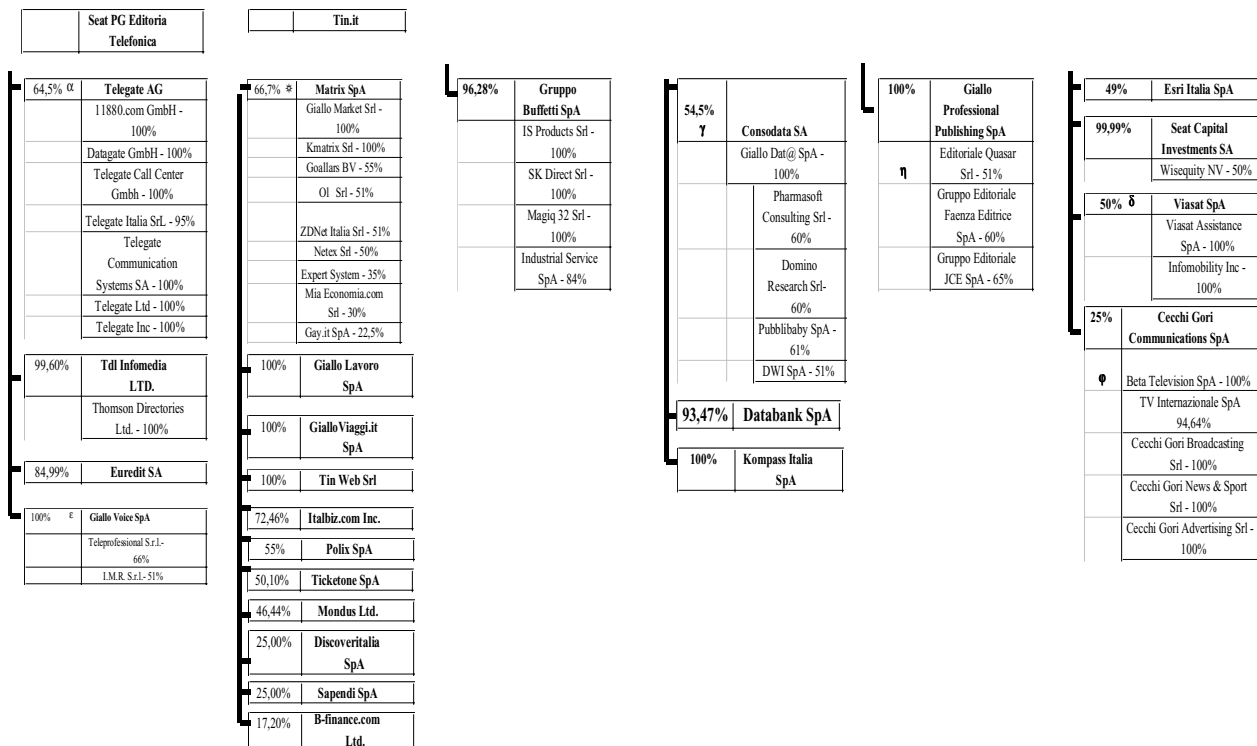 Seat PG Editoria
Telefonica
64,5% α Telegate AG
11880.com GmbH -
100%
Datagate GmbH - 100%
Telegate Call Center
Gmbh - 100%
Telegate Italia SrL - 95%
Telegate
Communication
Systems SA - 100%
Telegate Ltd - 100%
Telegate Inc - 100%
99,60% Tdl Infomedia
LTD.
Thomson Directories
Ltd. - 100%
84,99% Euredit SA
100% ε Giallo Voice SpA
Teleprofessional S.r.l.-
66%
I.M.R. S.r.l.- 51%
Tin.it
66,7% * Matrix SpA
Giallo Market Srl -
100%
Kmatrix Srl - 100%
Goallars BV - 55%
Ol Srl - 51%
ZDNet Italia Srl - 51%
Netex Srl - 50%
Expert System - 35%
Mia Economia.com
Srl - 30%
Gay.it SpA - 22,5%
100% Giallo Lavoro
SpA
100% GialloViaggi.it
SpA
100% Tin Web Srl
72,46% Italbiz.com Inc.
55% Polix SpA
50,10% Ticketone SpA
46,44% Mondus Ltd.
25,00% Discoveritalia
SpA
25,00% Sapendi SpA
17,20% B-finance.com
Ltd.
96,28% Gruppo
Buffetti SpA
IS Products Srl -
100%
SK Direct Srl -
100%
Magiq 32 Srl -
100%
Industrial Service
SpA - 84%
54,5%
γ Consodata SA
Giallo Dat@ SpA -
100%
Pharmasoft
Consulting Srl -
60%
Domino
Research Srl-
60%
Pubblibaby SpA -
61%
DWI SpA - 51%
93,47% Databank SpA
100% Kompass Italia
SpA
100% Giallo
Professional
Publishing SpA
η Editoriale Quasar
Srl - 51%
Gruppo Editoriale
Faenza Editrice
SpA - 60%
Gruppo Editoriale
JCE SpA - 65%
49% Esri Italia SpA
99,99% Seat Capital
Investments SA
Wisequity NV - 50%
50% δ Viasat SpA
Viasat Assistance
SpA - 100%
Infomobility Inc -
100%
25% Cecchi Gori
Communications SpA
φ Beta Television SpA - 100%
TV Internazionale SpA
94,64%
Cecchi Gori Broadcasting
Srl - 100%
Cecchi Gori News & Sport
Srl - 100%
Cecchi Gori Advertising Srl -
100%